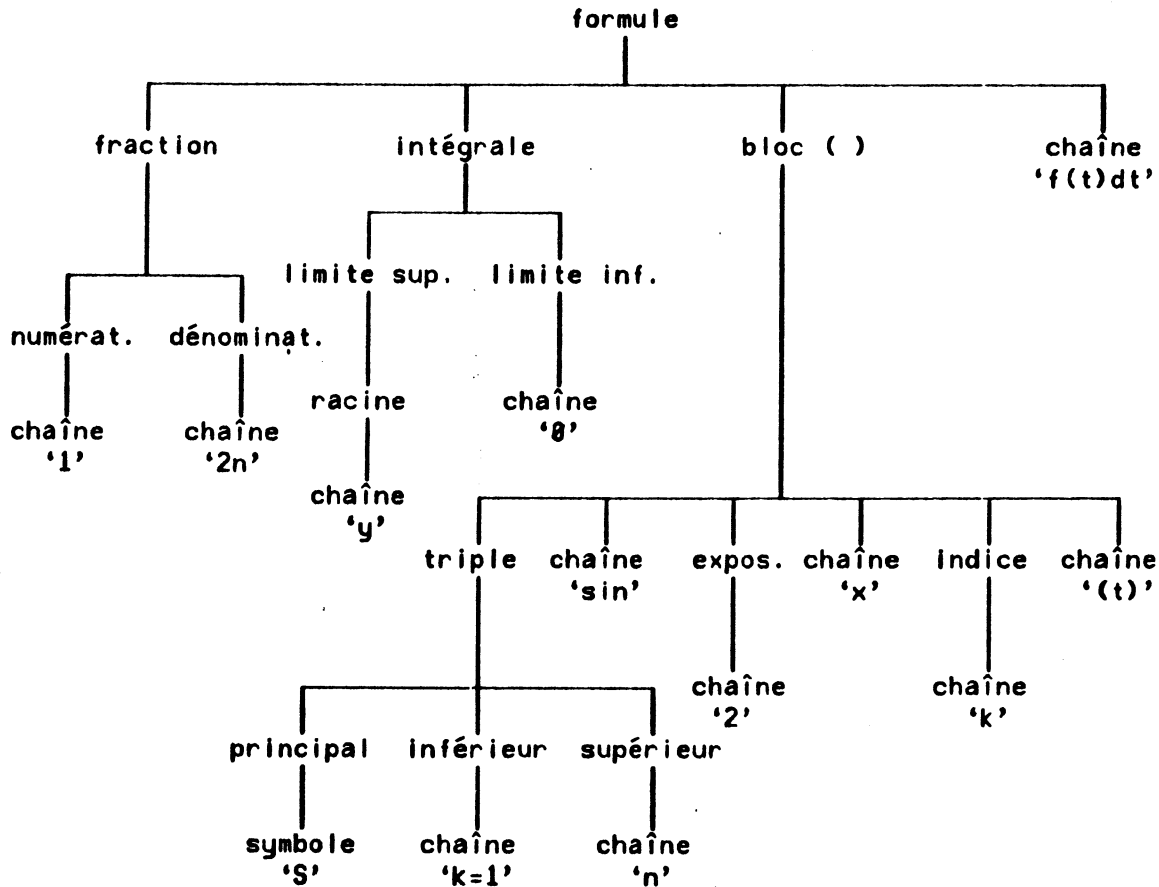 formule
fraction intégrale bloc ( ) chaîne
‘f(t)dt’
limite sup. limite inf.
numérat. dénominat.
racine chaîne
‘0’
chaîne chaîne
‘1’ ‘2n’
chaîne
‘y’
triple chaîne expos. chaîne indice chaîne
‘sin’ ‘x’ ‘(t)’
chaîne chaîne
‘2’ ‘k’
principal inférieur supérieur
symbole chaîne chaîne
‘S’ ‘k=1’ ‘n’